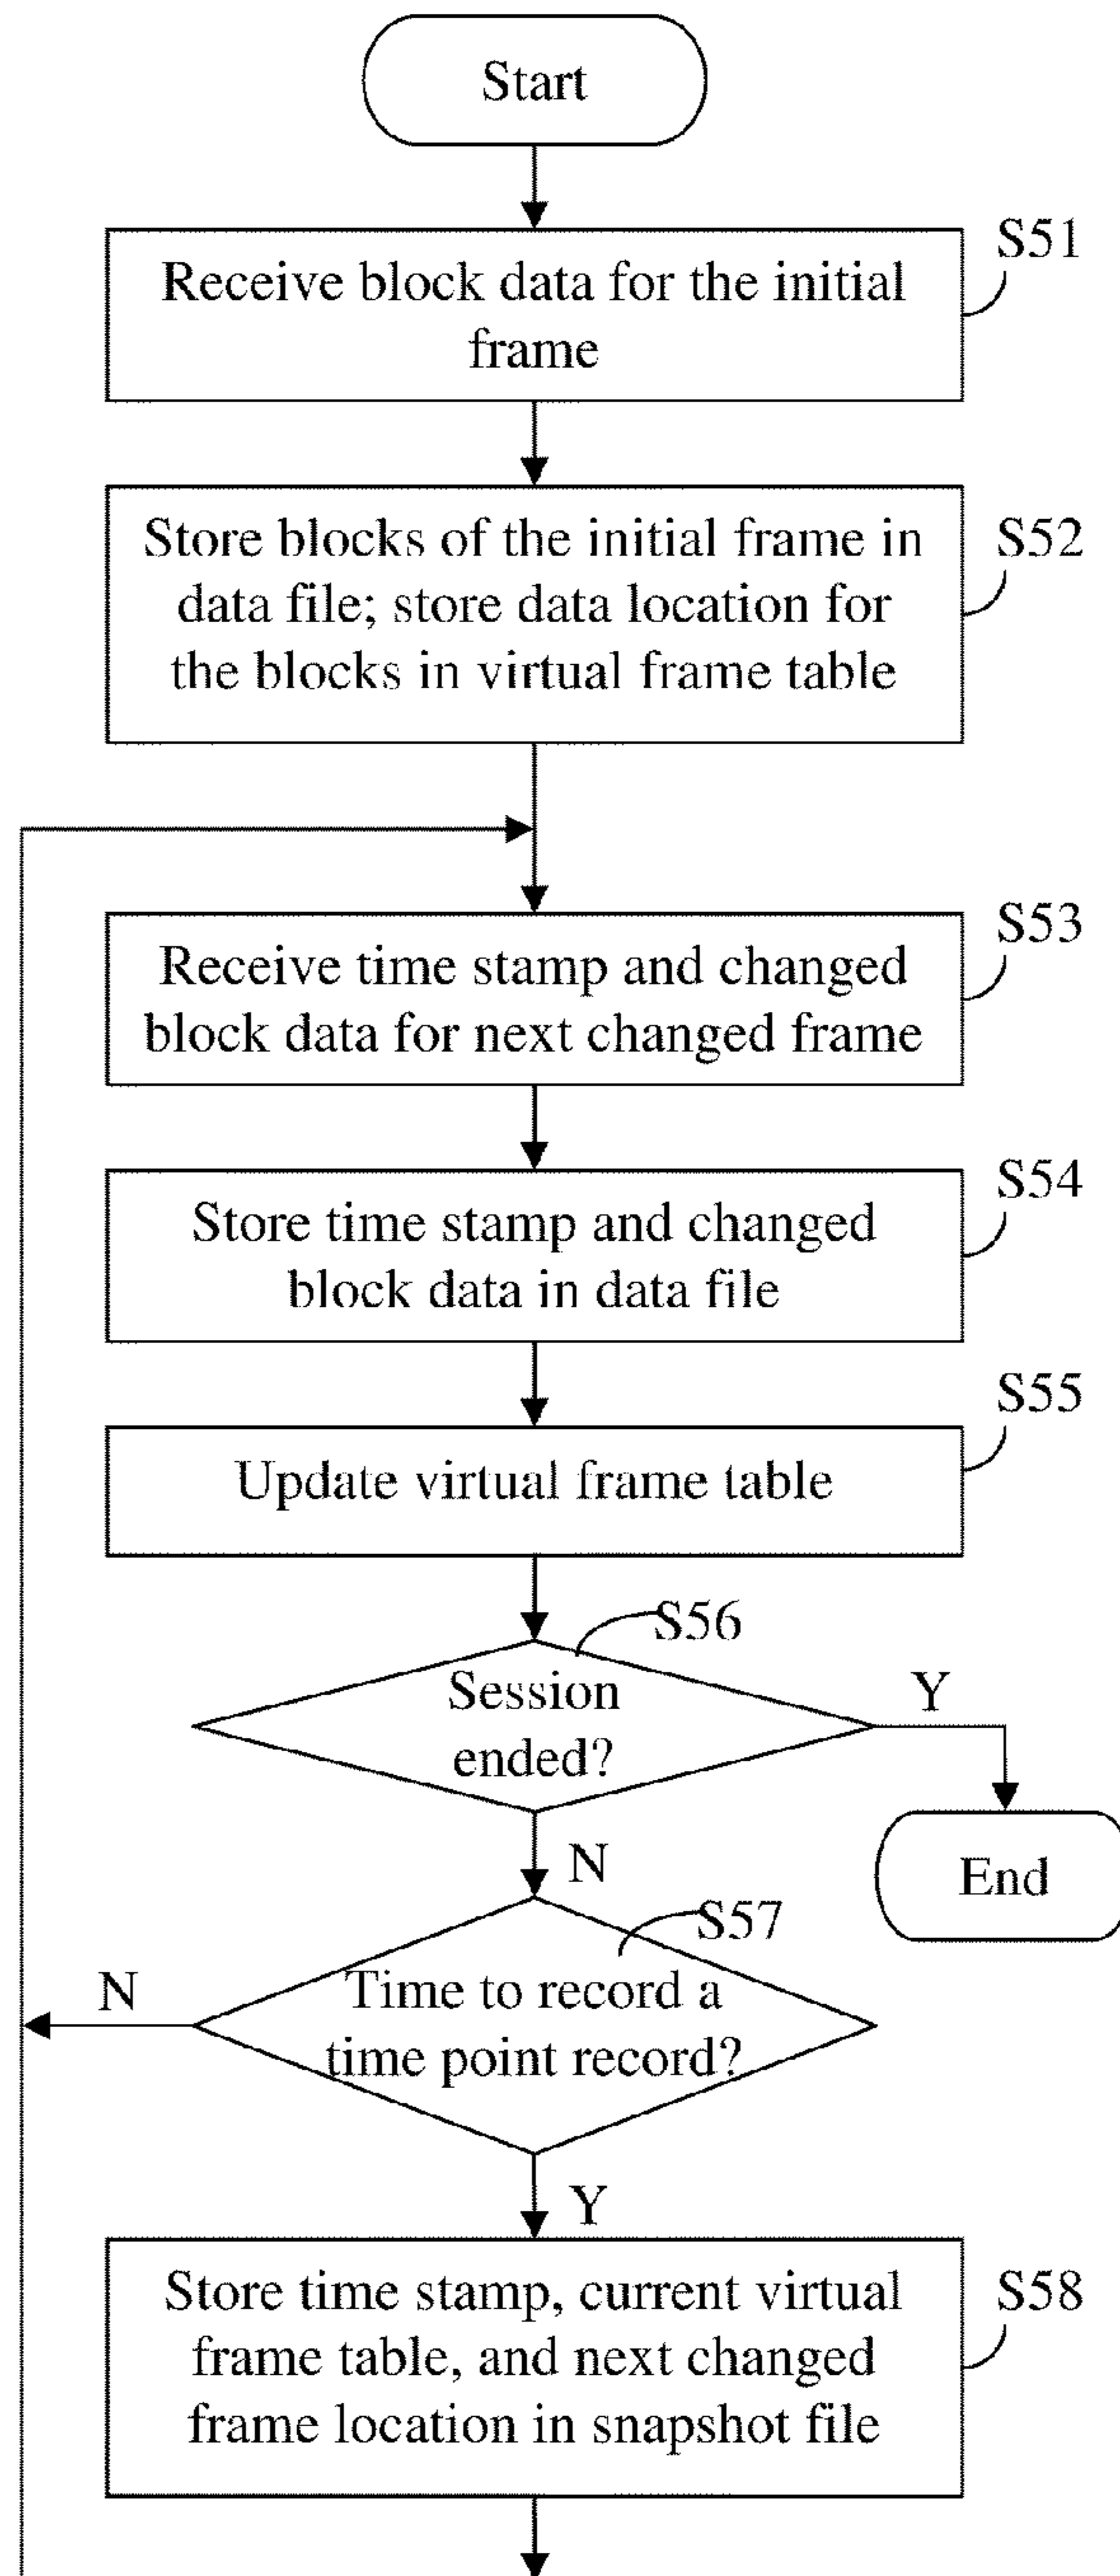 Start
S51
Receive block data for the initial
frame
S52
Store blocks of the initial frame in
data file; store data location for
the blocks in virtual frame table
S53
Receive time stamp and changed
block data for next changed frame
S54
Store time stamp and changed
block data in data file
S55
Update virtual frame table
S56
Session
ended?
Y
N
End
S57
Time to record a
time point record?
N
Y
S58
Store time stamp, current virtual
frame table, and next changed
frame location in snapshot file